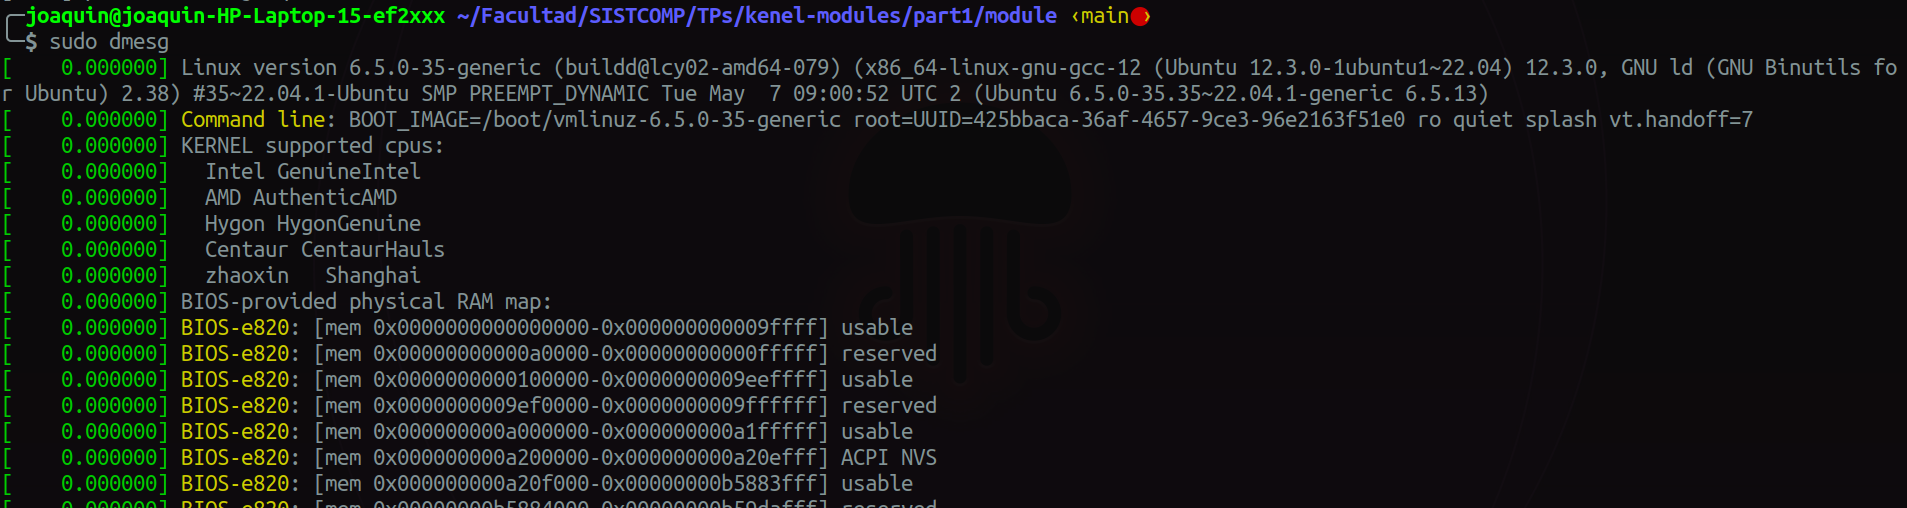 joaquin@joaquin-HP-Laptop-15-ef2xxx ~/Facultad/SISTCOMP/TPs/kenel-modules/part1/module ‹main●›
╰─$ sudo dmesg
[    0.000000] Linux version 6.5.0-35-generic (buildd@lcy02-amd64-079) (x86_64-linux-gnu-gcc-12 (Ubuntu 12.3.0-1ubuntu1~22.04) 12.3.0, GNU ld (GNU Binutils fo
r Ubuntu) 2.38) #35~22.04.1-Ubuntu SMP PREEMPT_DYNAMIC Tue May  7 09:00:52 UTC 2 (Ubuntu 6.5.0-35.35~22.04.1-generic 6.5.13)
[    0.000000] Command line: BOOT_IMAGE=/boot/vmlinuz-6.5.0-35-generic root=UUID=425bbaca-36af-4657-9ce3-96e2163f51e0 ro quiet splash vt.handoff=7
[    0.000000] KERNEL supported cpus:
[    0.000000]   Intel GenuineIntel
[    0.000000]   AMD AuthenticAMD
[    0.000000]   Hygon HygonGenuine
[    0.000000]   Centaur CentaurHauls
[    0.000000]   zhaoxin   Shanghai
[    0.000000] BIOS-provided physical RAM map:
[    0.000000] BIOS-e820: [mem 0x0000000000000000-0x000000000009ffff] usable
[    0.000000] BIOS-e820: [mem 0x00000000000a0000-0x00000000000fffff] reserved
[    0.000000] BIOS-e820: [mem 0x0000000000100000-0x0000000009eeffff] usable
[    0.000000] BIOS-e820: [mem 0x0000000009ef0000-0x0000000009ffffff] reserved
[    0.000000] BIOS-e820: [mem 0x000000000a000000-0x000000000a1fffff] usable
[    0.000000] BIOS-e820: [mem 0x000000000a200000-0x000000000a20efff] ACPI NVS
[    0.000000] BIOS-e820: [mem 0x000000000a20f000-0x00000000b5883fff] usable
[    0.000000] BIOS-e820: [mem 0x00000000b5884000-0x00000000b59dafff] reserved